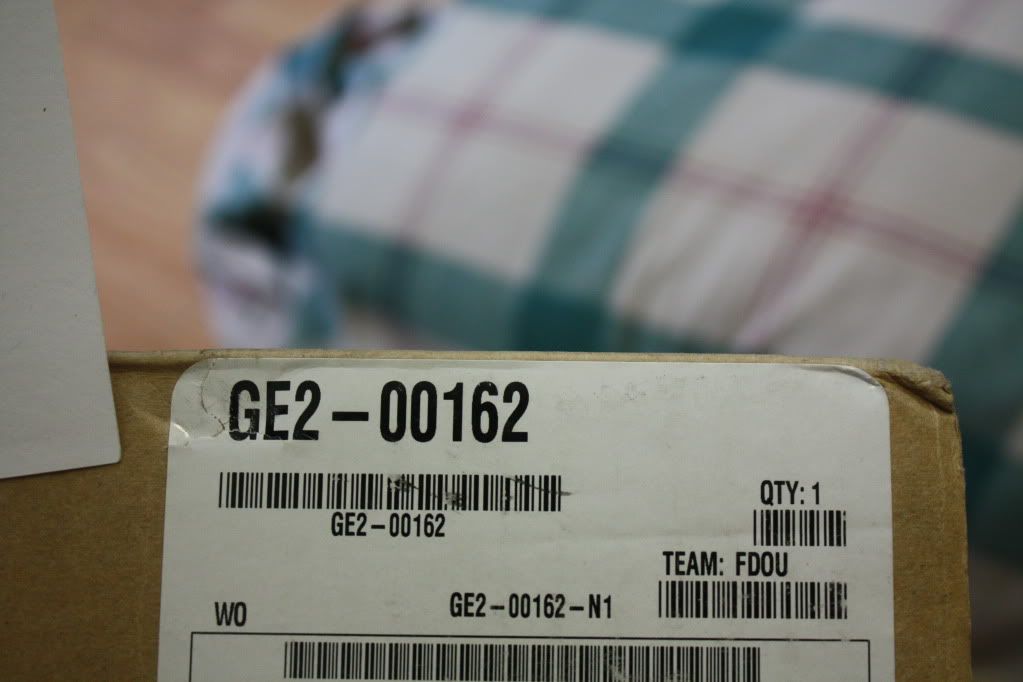 GE2-00162
GE2-00162
QTY: 1
TEAM: FDOU
WO
GE2-00162-N1